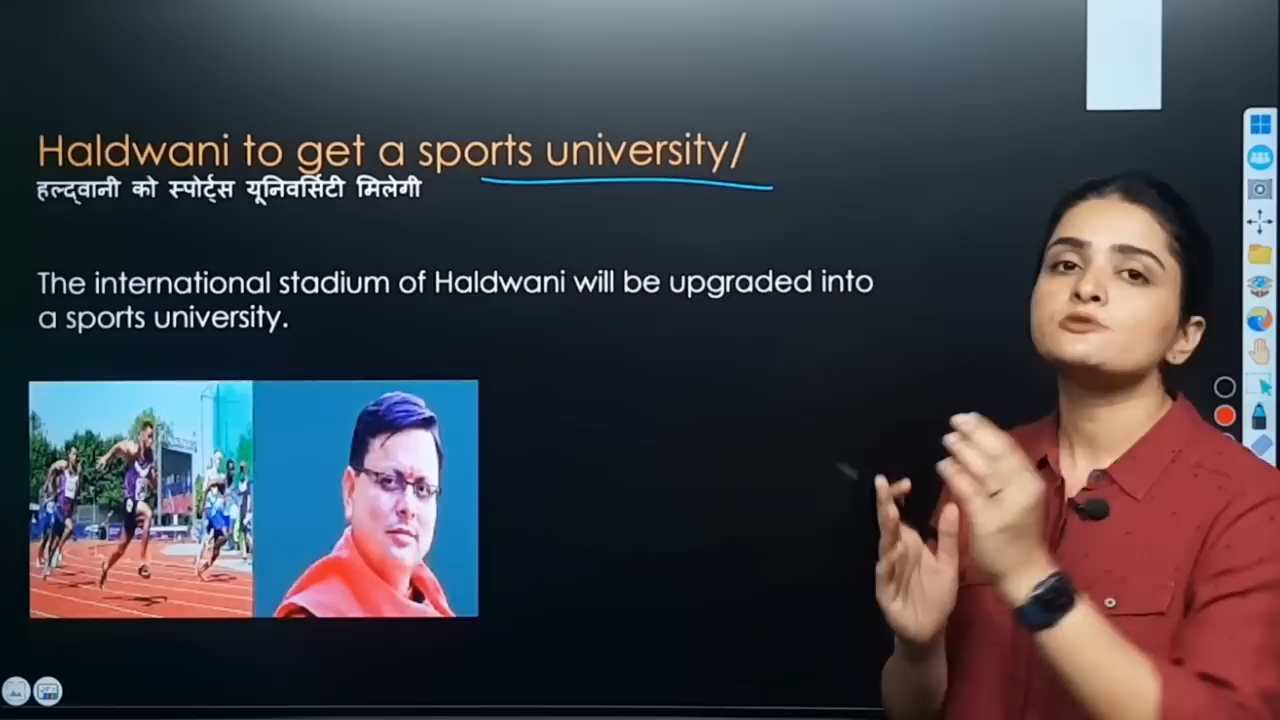 Haldwani to get a sports university/
हल्द्वानी को स्पोर्ट्स यूनिवर्सिटी मिलेगी
The international stadium of Haldwani will be upgraded into
a sports university.